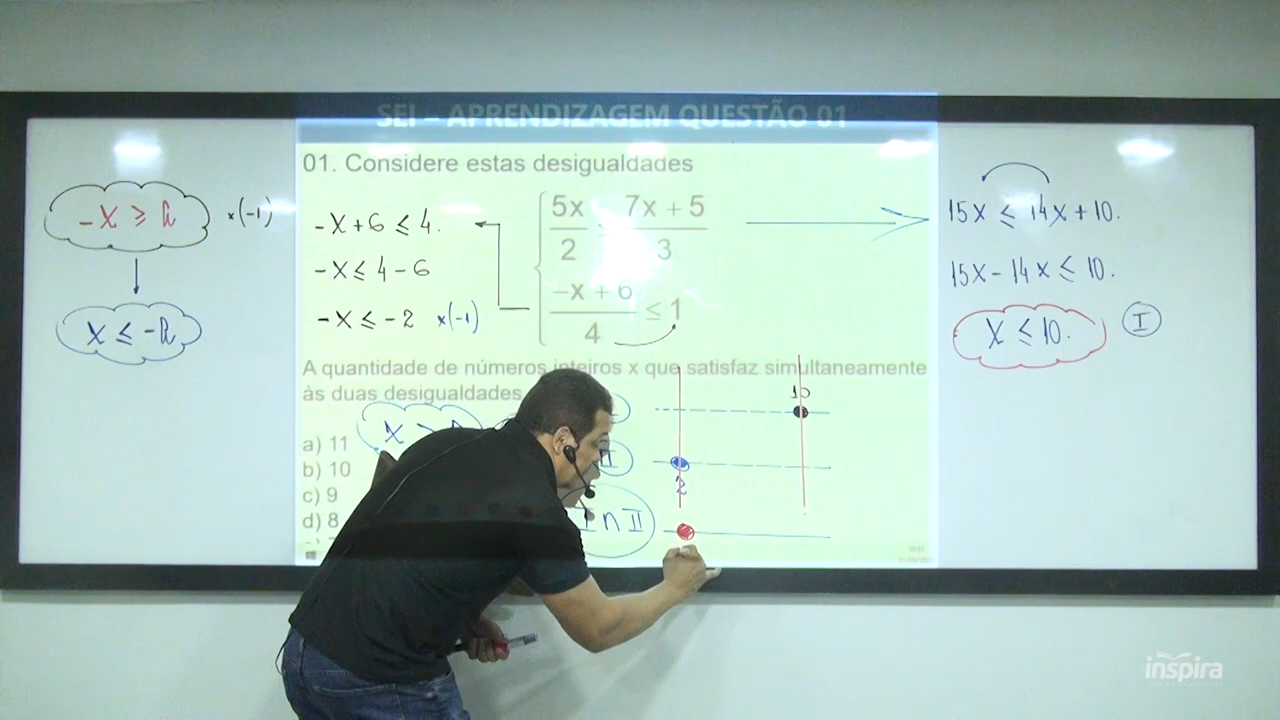 SEI – APRENDIZAGEM QUESTÃO 01
01. Considere estas desigualdades
5x/2 7x + 5/3
−x + 6/4 ≤ 1
A quantidade de números inteiros x que satisfaz simultaneamente
às duas desigualdades
a) 11
b) 10
c) 9
d) 8
-x ≥ a x(-1)
x ≤ -a
-x+6 ≤ 4.
-x ≤ 4-6
-x ≤ -2 x(-1)
15x ≤ 14x+10.
15x-14x ≤ 10.
x ≤ 10. I
10
II
2
I ∩ II
inspira